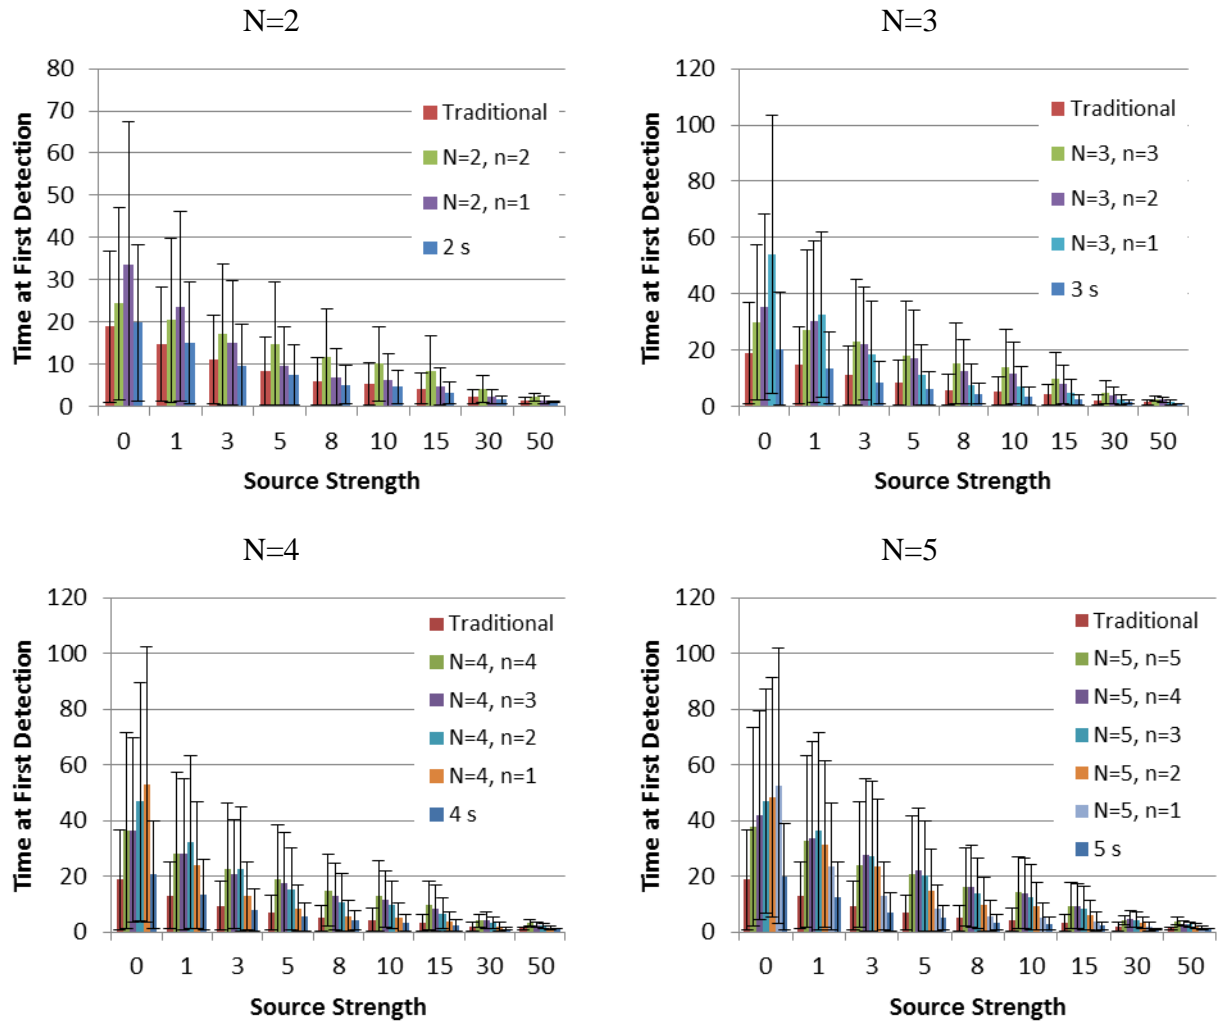 N=2
80
70
60
50
40
30
20
10
0
Time at First Detection
Traditional
N=2, n=2
N=2, n=1
2 s
0 1 3 5 8 10 15 30 50
Source Strength
N=3
120
100
80
60
40
20
0
Time at First Detection
Traditional
N=3, n=3
N=3, n=2
N=3, n=1
3 s
0 1 3 5 8 10 15 30 50
Source Strength
N=4
120
100
80
60
40
20
0
Time at First Detection
Traditional
N=4, n=4
N=4, n=3
N=4, n=2
N=4, n=1
4 s
0 1 3 5 8 10 15 30 50
Source Strength
N=5
120
100
80
60
40
20
0
Time at First Detection
Traditional
N=5, n=5
N=5, n=4
N=5, n=3
N=5, n=2
N=5, n=1
5 s
0 1 3 5 8 10 15 30 50
Source Strength